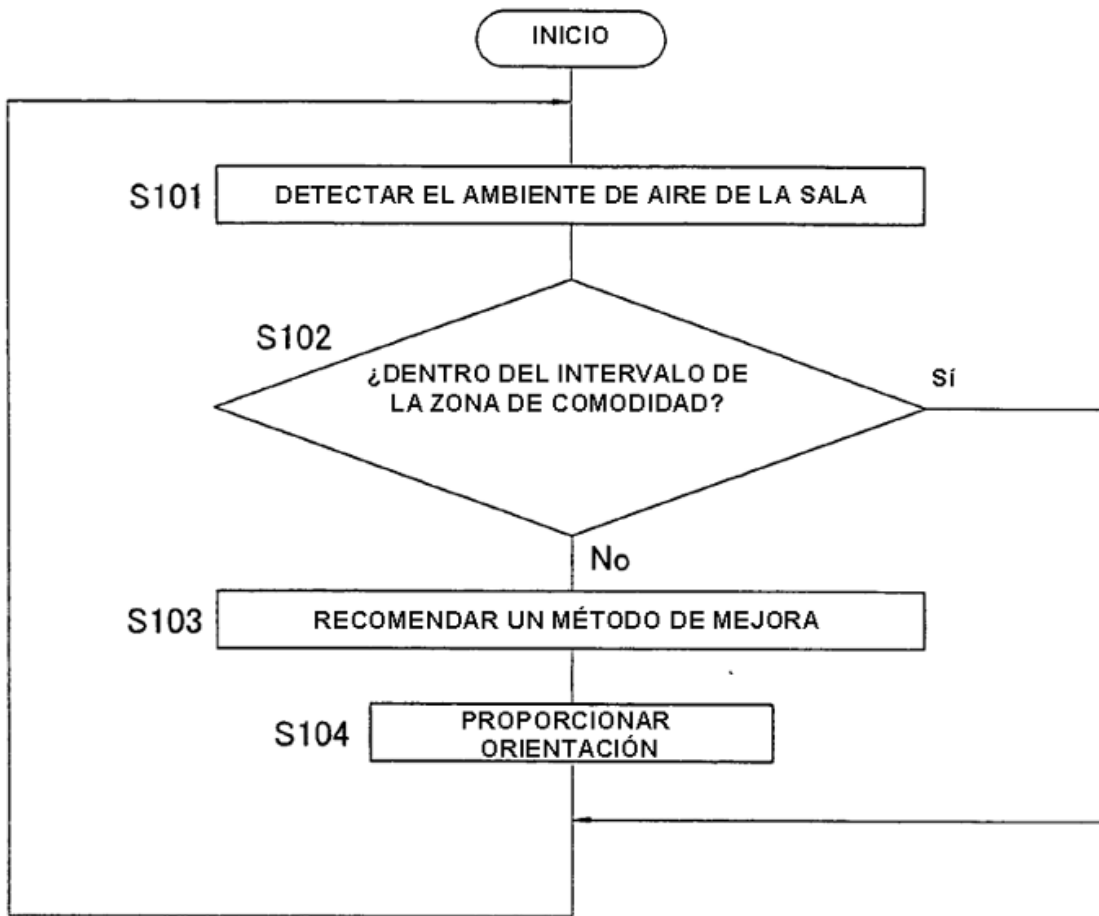 INICIO
S101
DETECTAR EL AMBIENTE DE AIRE DE LA SALA
S102
¿DENTRO DEL INTERVALO DE
LA ZONA DE COMODIDAD?
Sí
No
S103
RECOMENDAR UN MÉTODO DE MEJORA
S104
PROPORCIONAR
ORIENTACIÓN